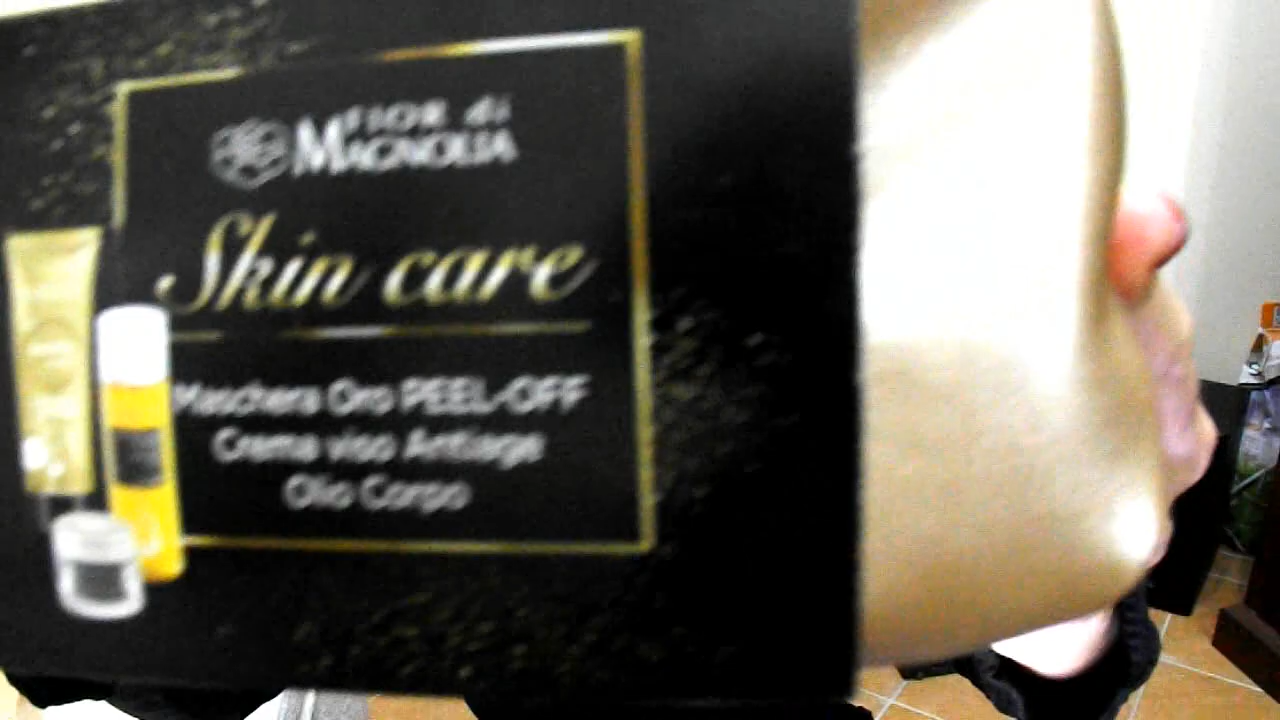 FIOR di
MAGNOLIA
Skin care
Maschera Oro PEEL-OFF
Crema viso Antiage
Olio Corpo